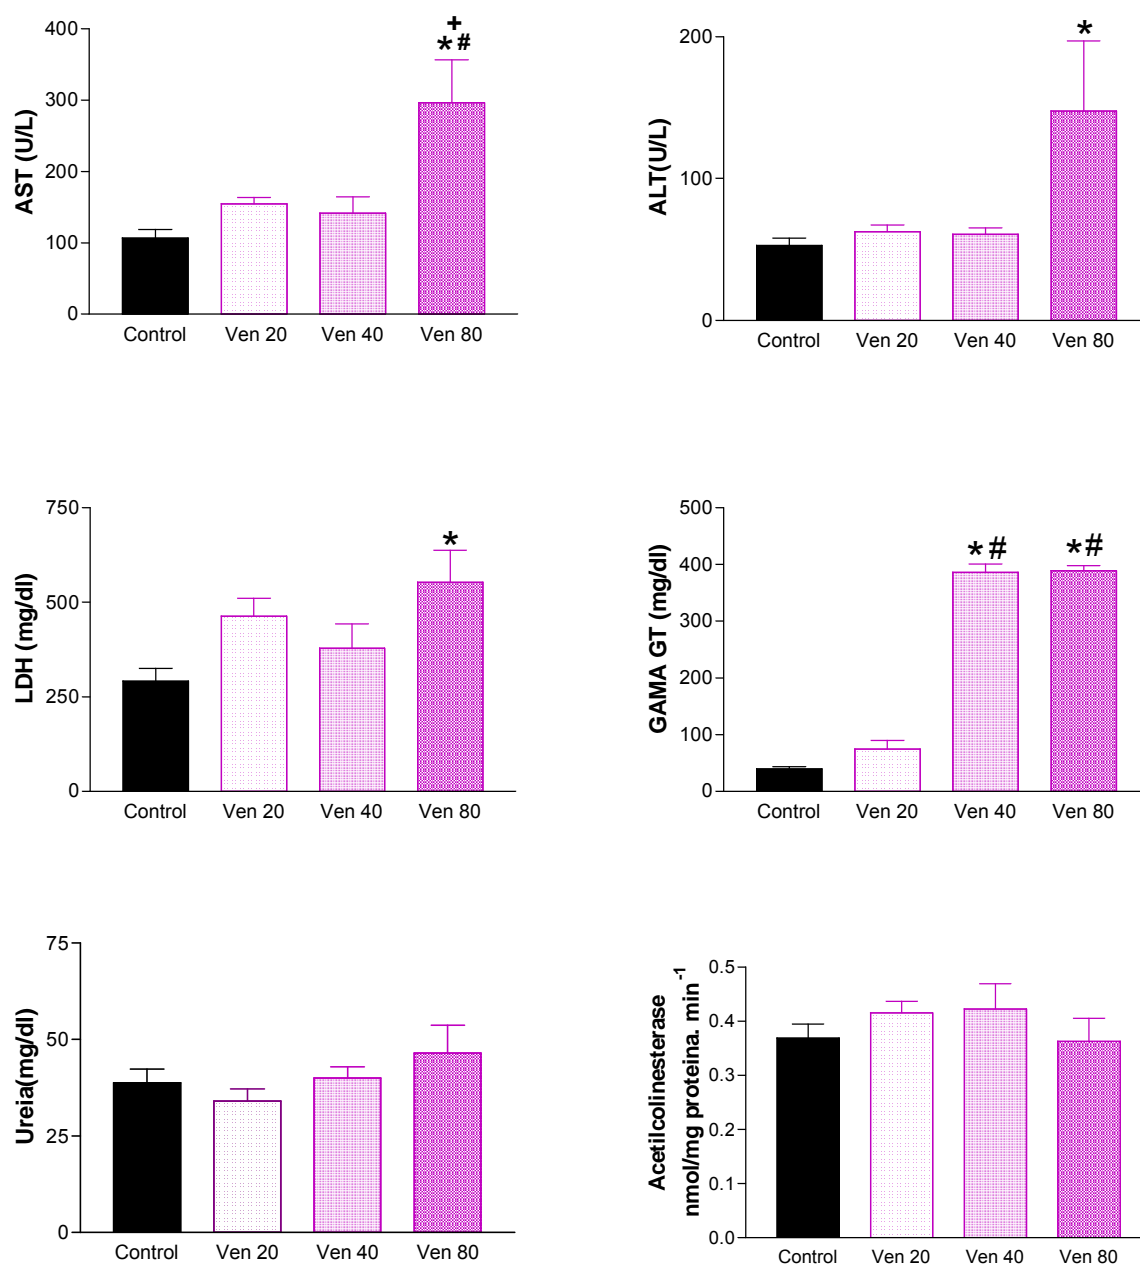 AST (U/L)
400
300
200
100
0
+
*#
Control Ven 20 Ven 40 Ven 80
ALT(U/L)
200
100
0
*
Control Ven 20 Ven 40 Ven 80
LDH (mg/dl)
750
500
250
0
*
Control Ven 20 Ven 40 Ven 80
GAMA GT (mg/dl)
500
400
300
200
100
0
*# *#
Control Ven 20 Ven 40 Ven 80
Ureia(mg/dl)
75
50
25
0
Control Ven 20 Ven 40 Ven 80
Acetilcolinesterase
nmol/mg proteina. min-1
0.5
0.4
0.3
0.2
0.1
0.0
Control Ven 20 Ven 40 Ven 80